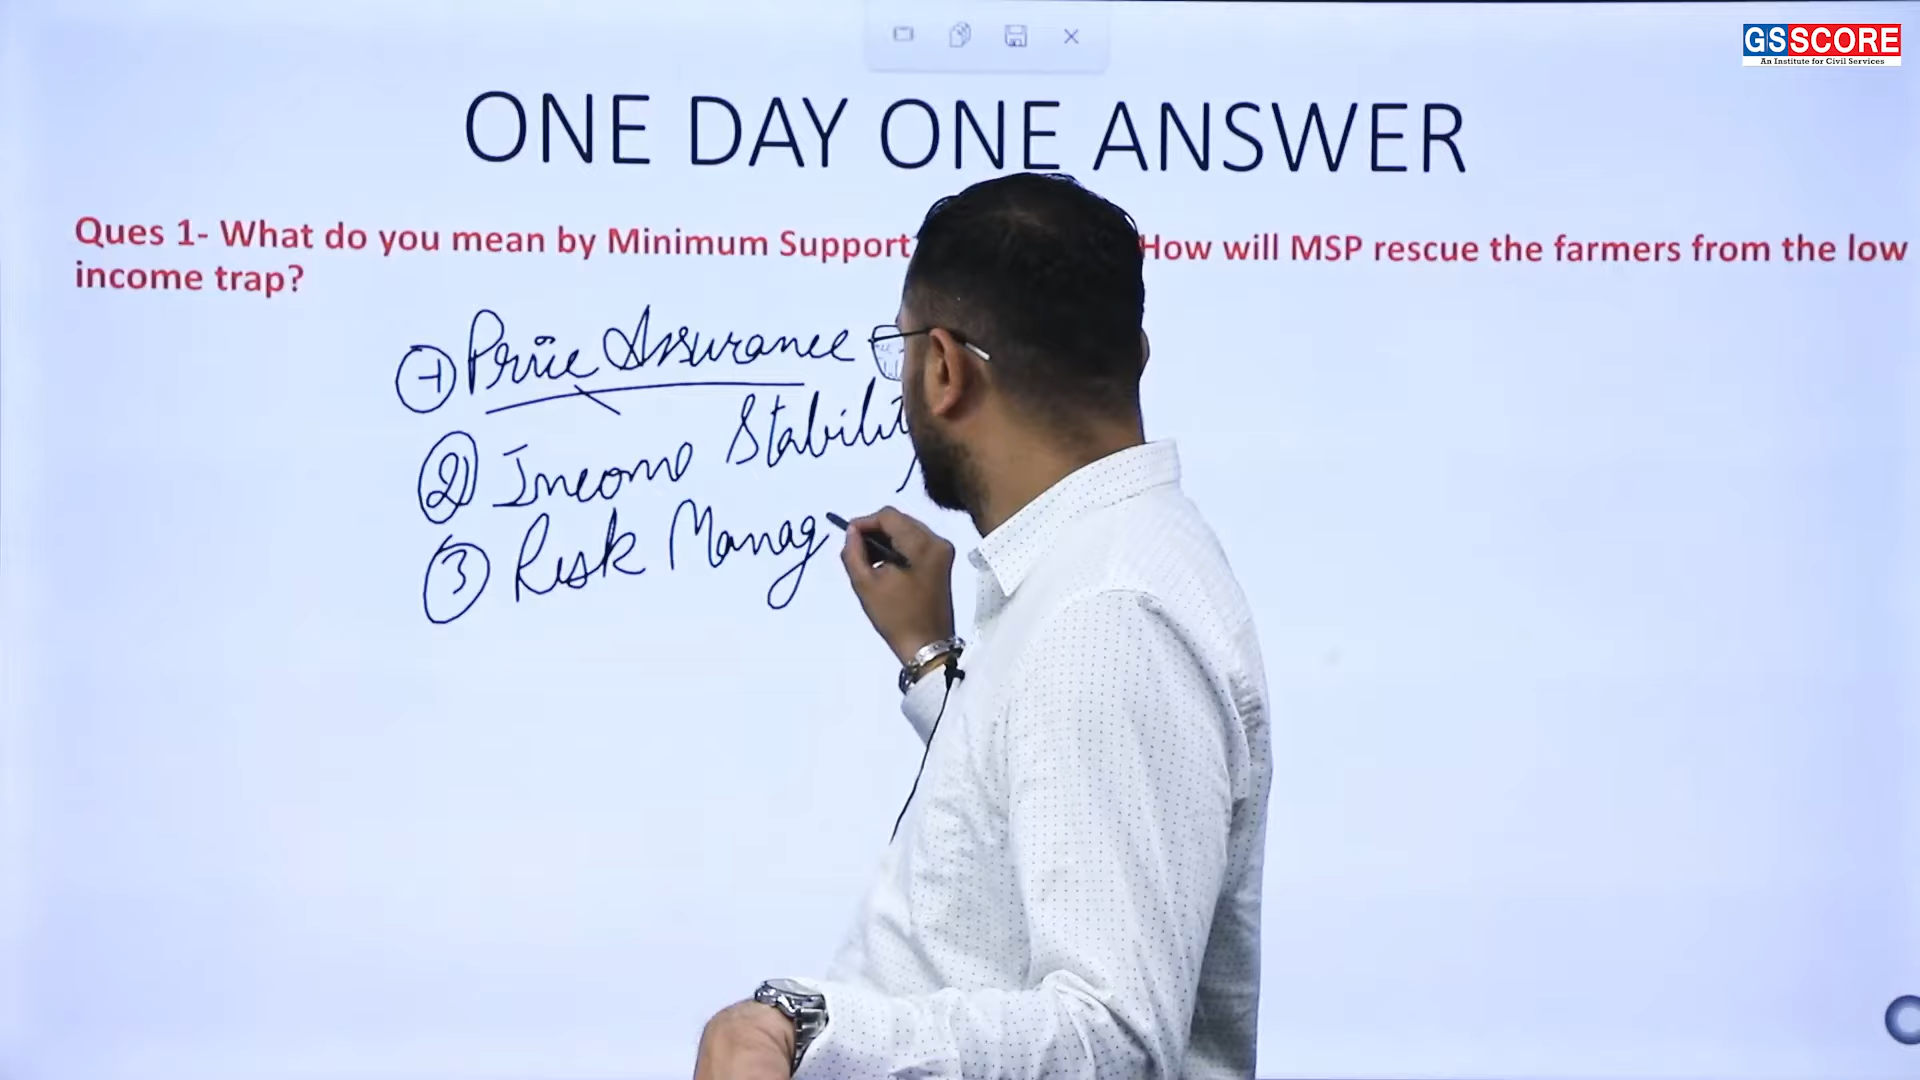 GSSCORE
An Institute for Civil Services
ONE DAY ONE ANSWER
Ques 1- What do you mean by Minimum Support How will MSP rescue the farmers from the low
income trap?
1 Price Assurance
2 Income Stabilit
3 Risk Manag